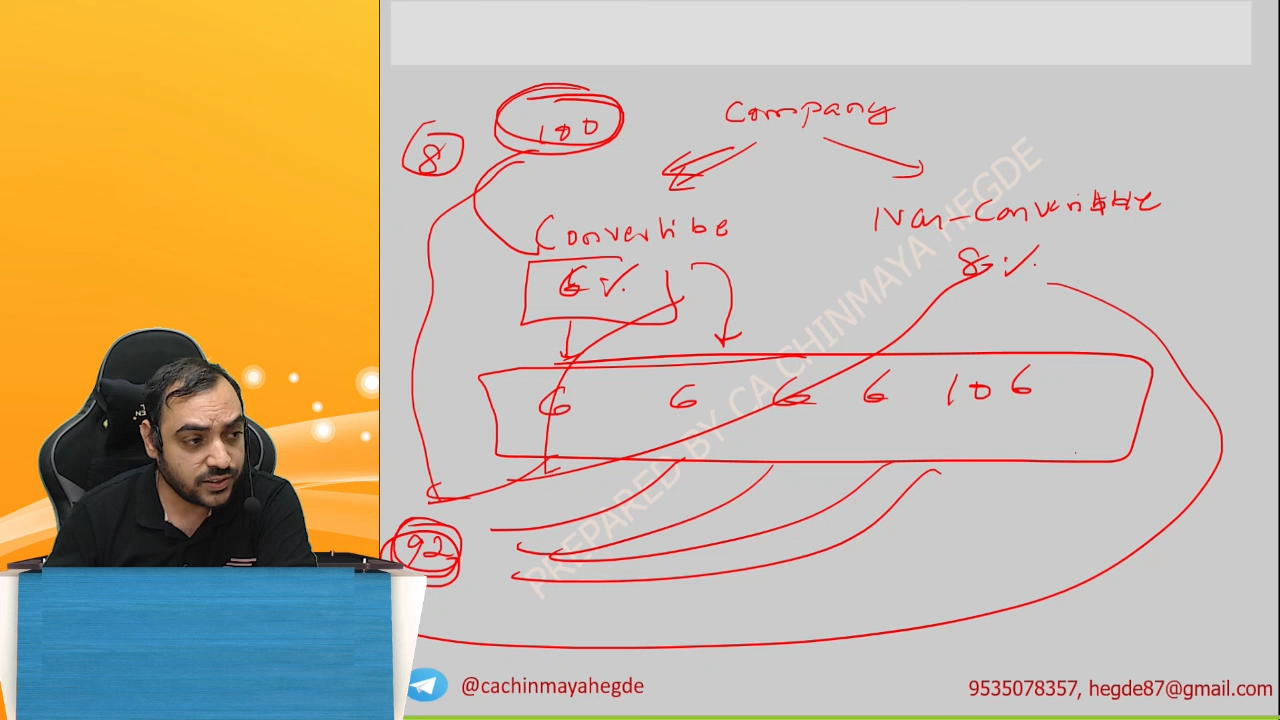 100
8
Company
Convertibe
Non-Convertible
6%
8%
6 6 6 6 106
92
PREPARED BY CA CHINMAYA HEGDE
@cachinmayahegde
9535078357, hegde87@gmail.com